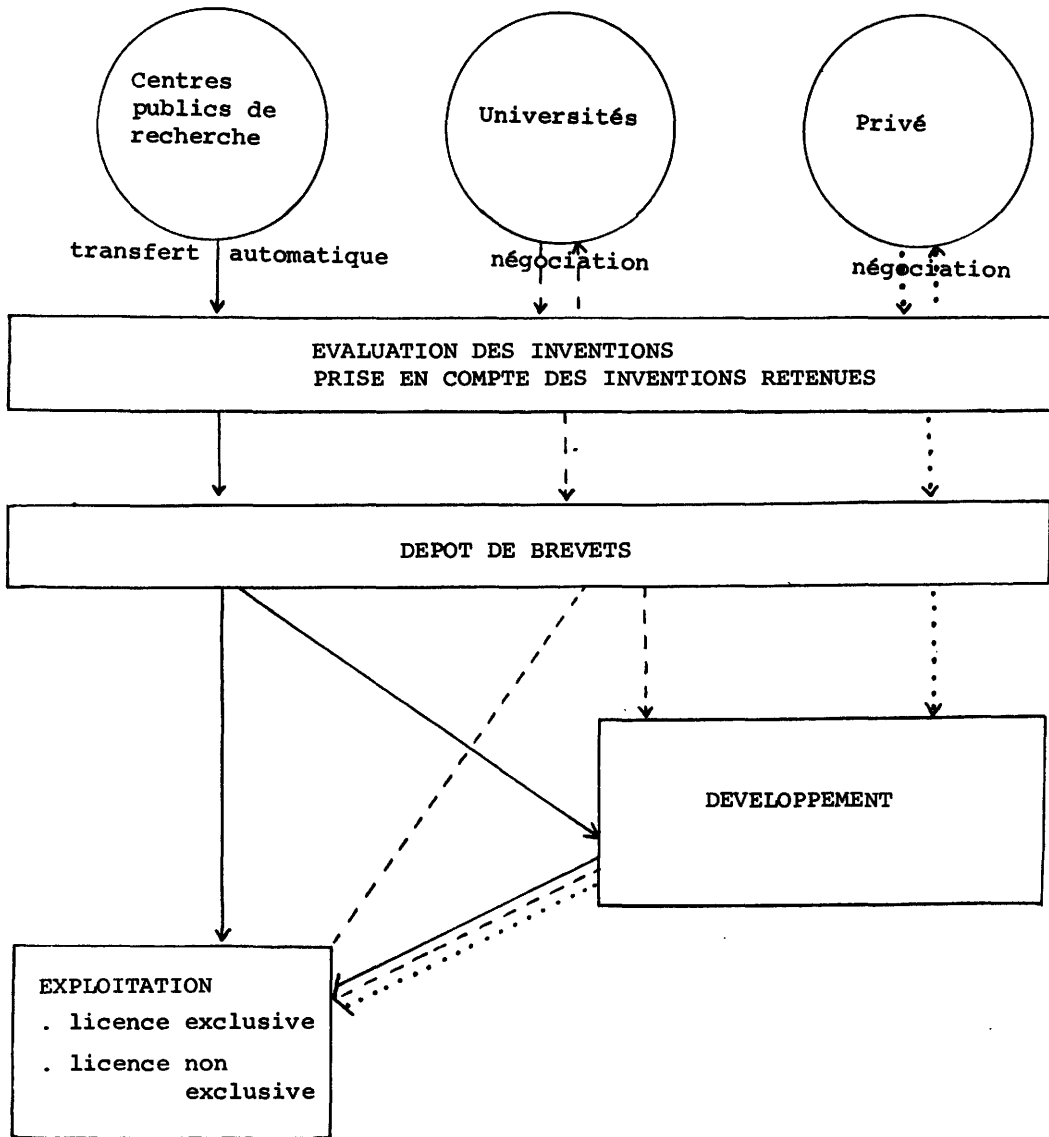 Centres
publics de
recherche
Universités
Privé
transfert automatique
négociation
négociation
EVALUATION DES INVENTIONS
PRISE EN COMPTE DES INVENTIONS RETENUES
DEPOT DE BREVETS
DEVELOPPEMENT
EXPLOITATION
. licence exclusive
. licence non
exclusive